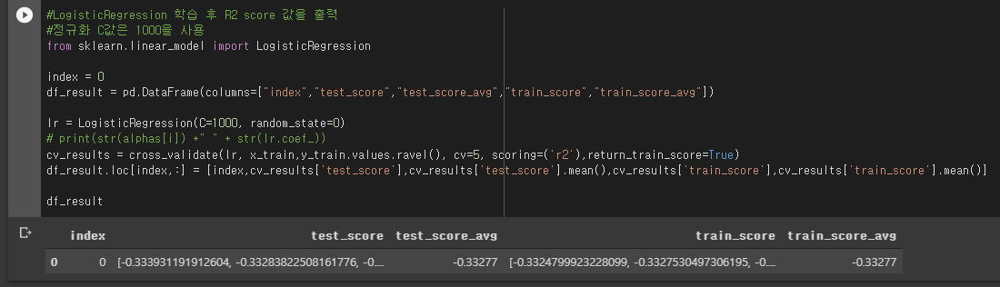 #LogisticRegression 학습 후 R2 score 값을 출력
#정규화 C값은 1000을 사용
from sklearn.linear_model import LogisticRegression
index = 0
df_result = pd.DataFrame(columns=["index","test_score","test_score_avg","train_score","train_score_avg"])
lr = LogisticRegression(C=1000, random_state=0)
# print(str(alphas[i]) +" " + str(lr.coef_))
cv_results = cross_validate(lr, x_train,y_train.values.ravel(), cv=5, scoring=('r2'),return_train_score=True)
df_result.loc[index,:] = [index,cv_results['test_score'],cv_results['test_score'].mean(),cv_results['train_score'],cv_results['train_score'].mean()]
df_result
index test_score test_score_avg train_score train_score_avg
0 0 [-0.333931191912604, -0.33283822508161776, -0.... -0.33277 [-0.3324799923228099, -0.3327530497306195, -0.... -0.33277